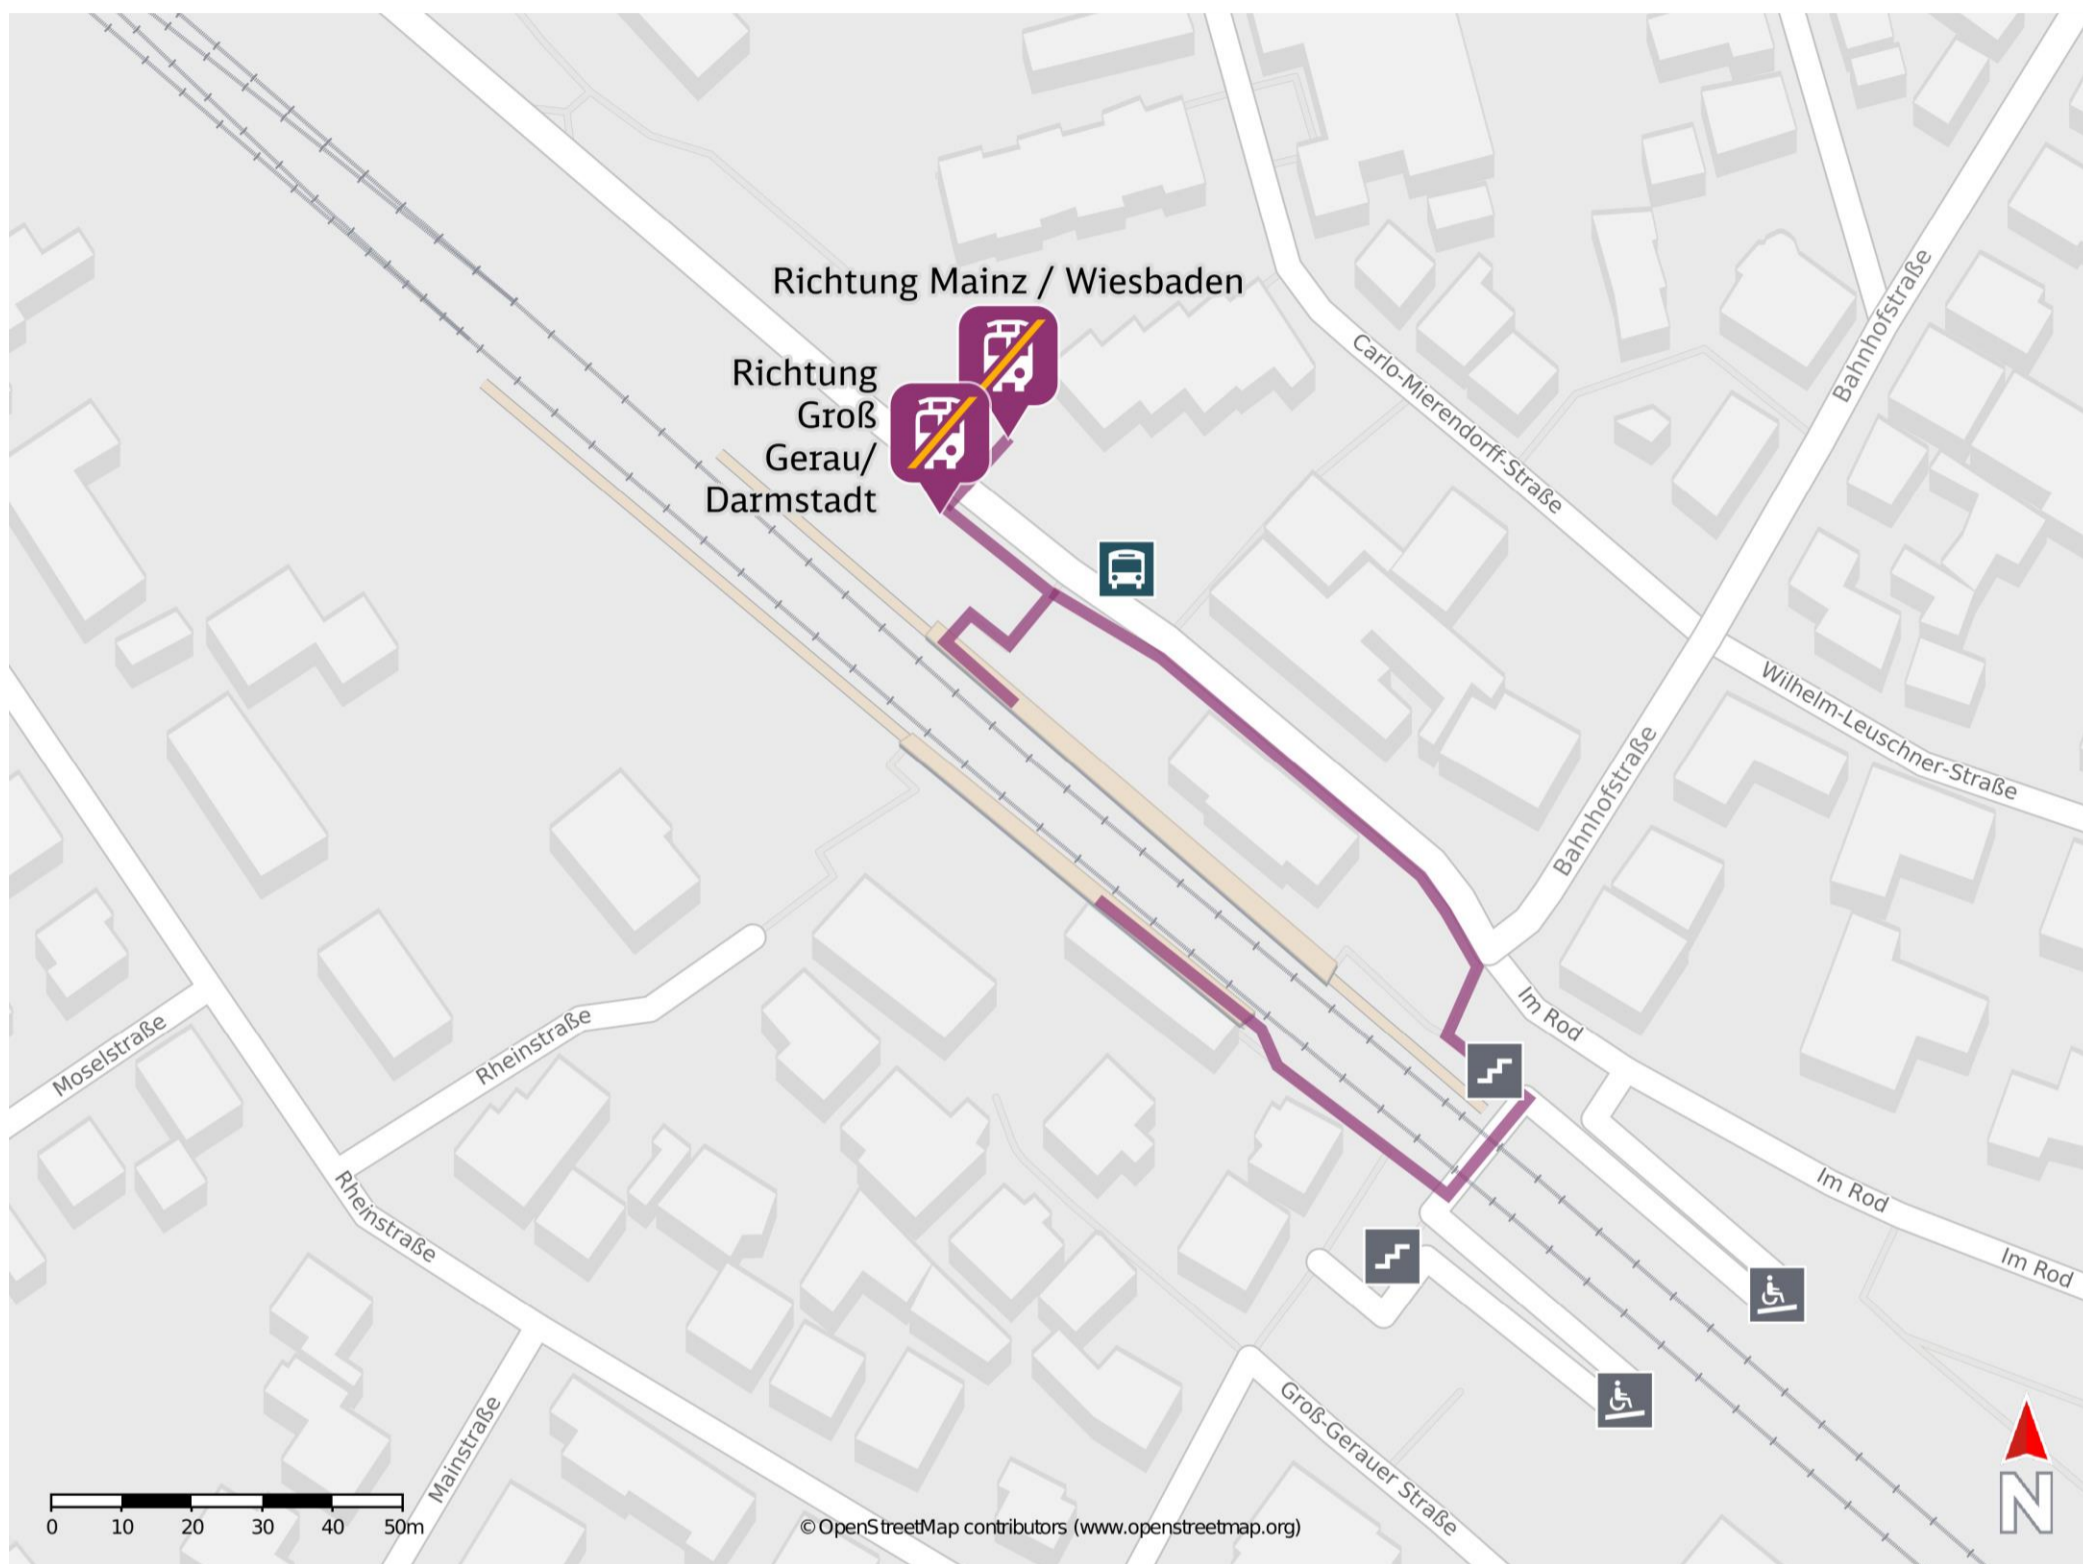 Richtung Mainz / Wiesbaden
Richtung
Groß
Gerau/
Darmstadt
Carlo-Mierendorff-Straße
Bahnhofstraße
Wilhelm-Leuschner-Straße
Bahnhofstraße
Im Rod
Moselstraße
Rheinstraße
Rheinstraße
Im Rod
Im Rod
Mainstraße
Groß-Gerauer Straße
0 10 20 30 40 50m
© OpenStreetMap contributors (www.openstreetmap.org)
N